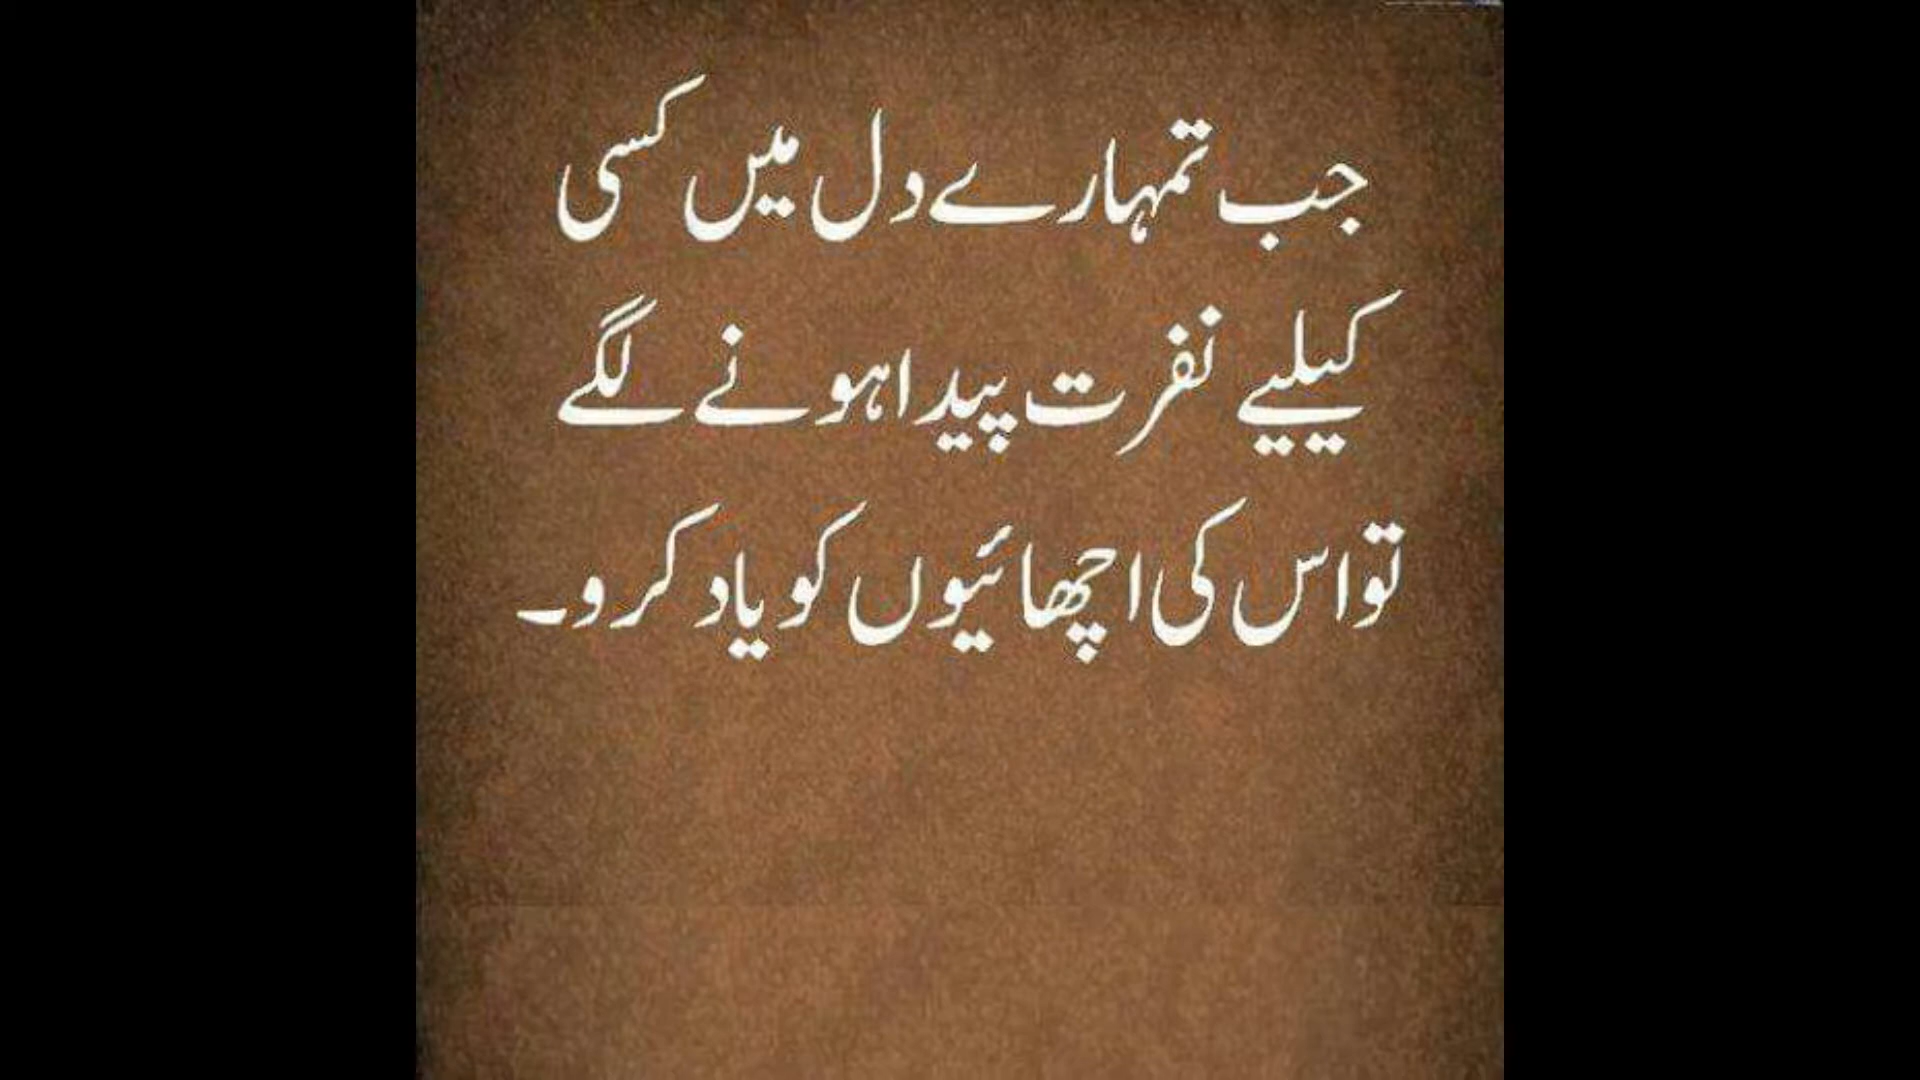 جب تمہارے دل میں کسی
کیلیے نفرت پیدا ہونے لگے
تو اس کی اچھائیوں کو یاد کرو۔